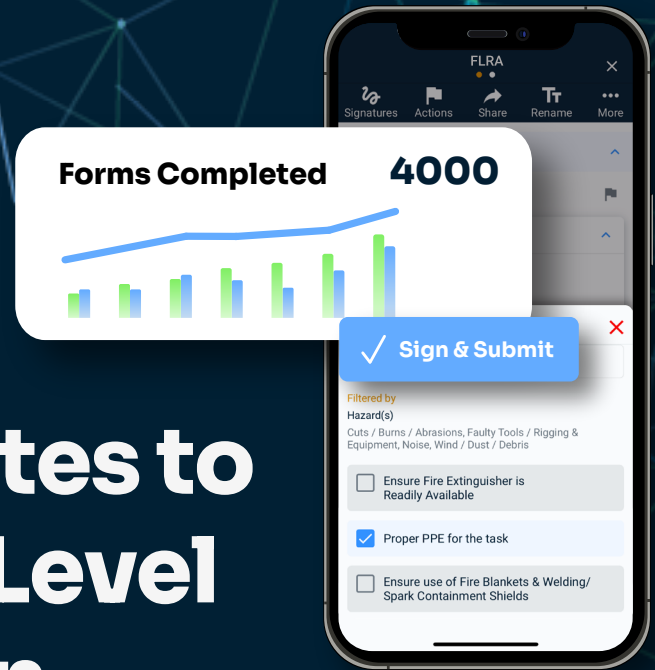 FLRA
Signatures Actions Share Rename More
Forms Completed 4000
Sign & Submit
Filtered by
Hazard(s)
Cuts / Burns / Abrasions, Faulty Tools / Rigging &
Equipment, Noise, Wind / Dust / Debris
Ensure Fire Extinguisher is
Readily Available
Proper PPE for the task
Ensure use of Fire Blankets & Welding/
Spark Containment Shields
tes to
Level